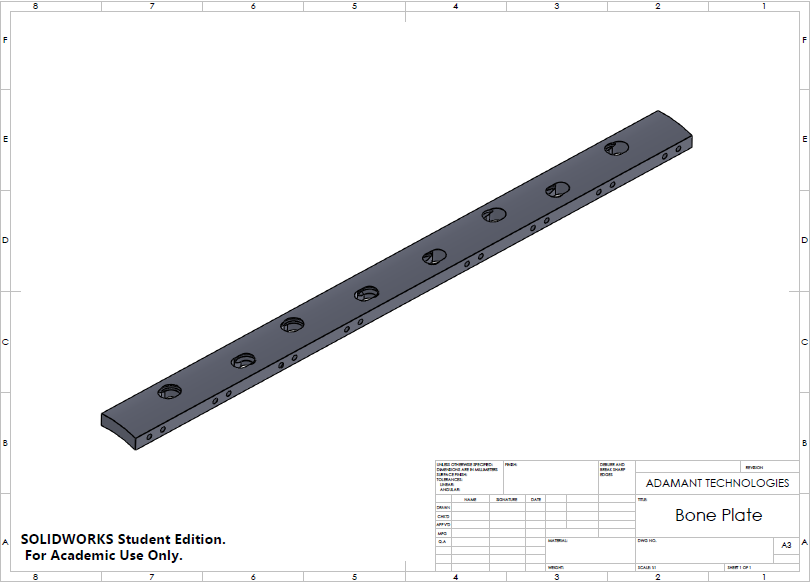 8 7 6 5 4 3 2 1
F F
E E
D D
C C
B B
A A
UNLESS OTHERWISE SPECIFIED:
DIMENSIONS ARE IN MILLIMETERS
SURFACE FINISH:
TOLERANCES:
LINEAR:
ANGULAR:
FINISH:
DEBURR AND
BREAK SHARP
EDGES
REVISION
ADAMANT TECHNOLOGIES
NAME SIGNATURE DATE
TITLE:
DRAWN
CHK'D
APPV'D
MFG
Q.A
Bone Plate
MATERIAL:
DWG NO.
A3
WEIGHT:
SCALE: 1:1
SHEET 1 OF 1
SOLIDWORKS Student Edition.
For Academic Use Only.
8 7 6 5 4 3 2 1